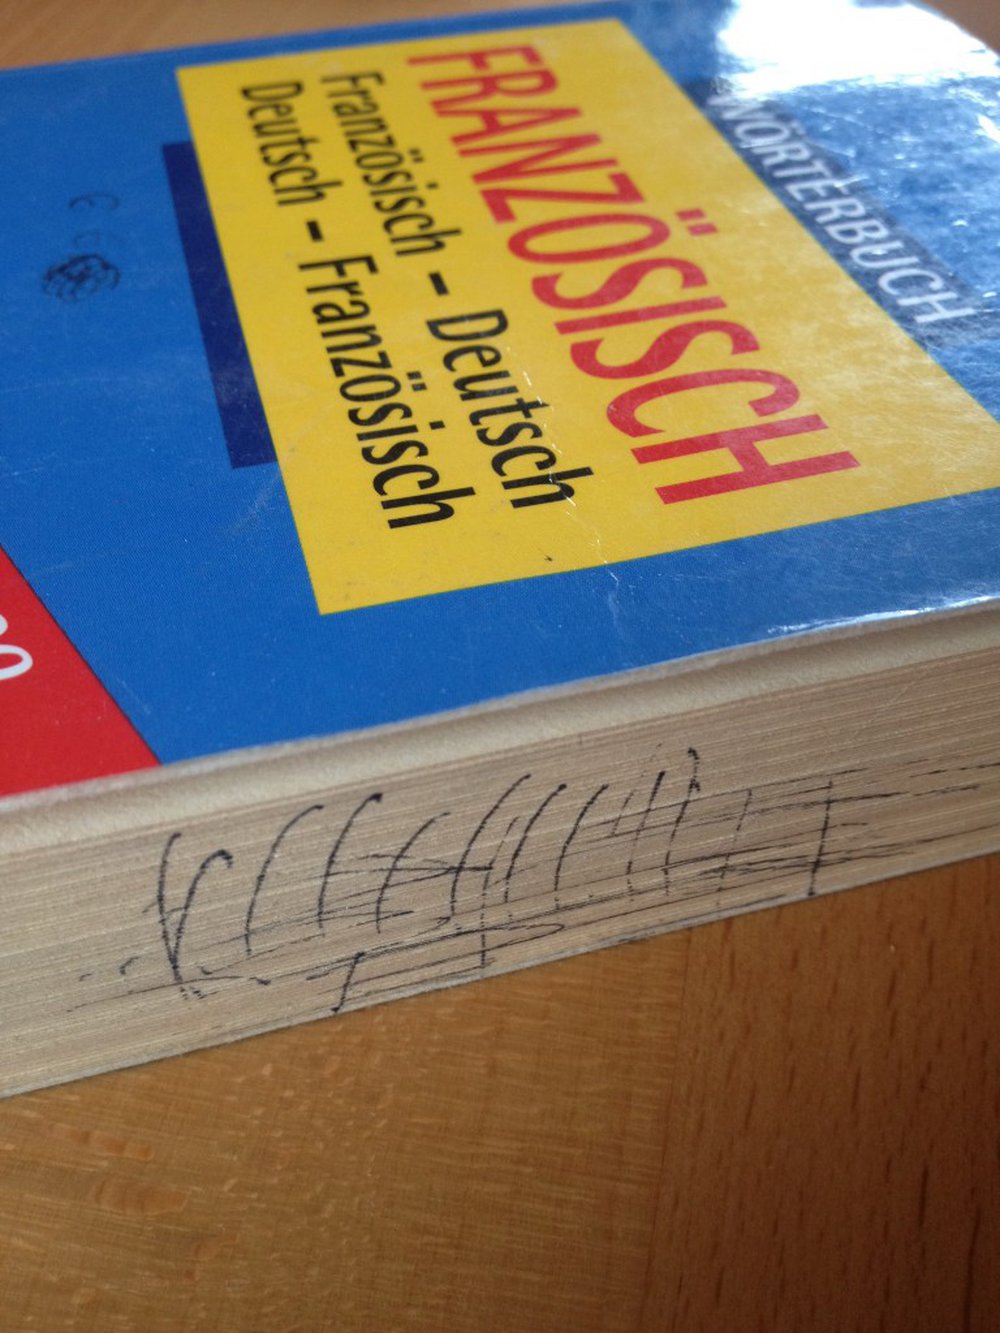 WÖRTERBUCH
FRANZÖSISCH
Französisch – Deutsch
Deutsch – Französisch